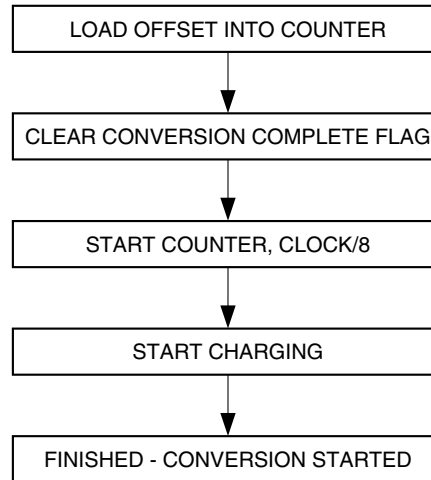 LOAD OFFSET INTO COUNTER
CLEAR CONVERSION COMPLETE FLAG
START COUNTER, CLOCK/8
START CHARGING
FINISHED - CONVERSION STARTED